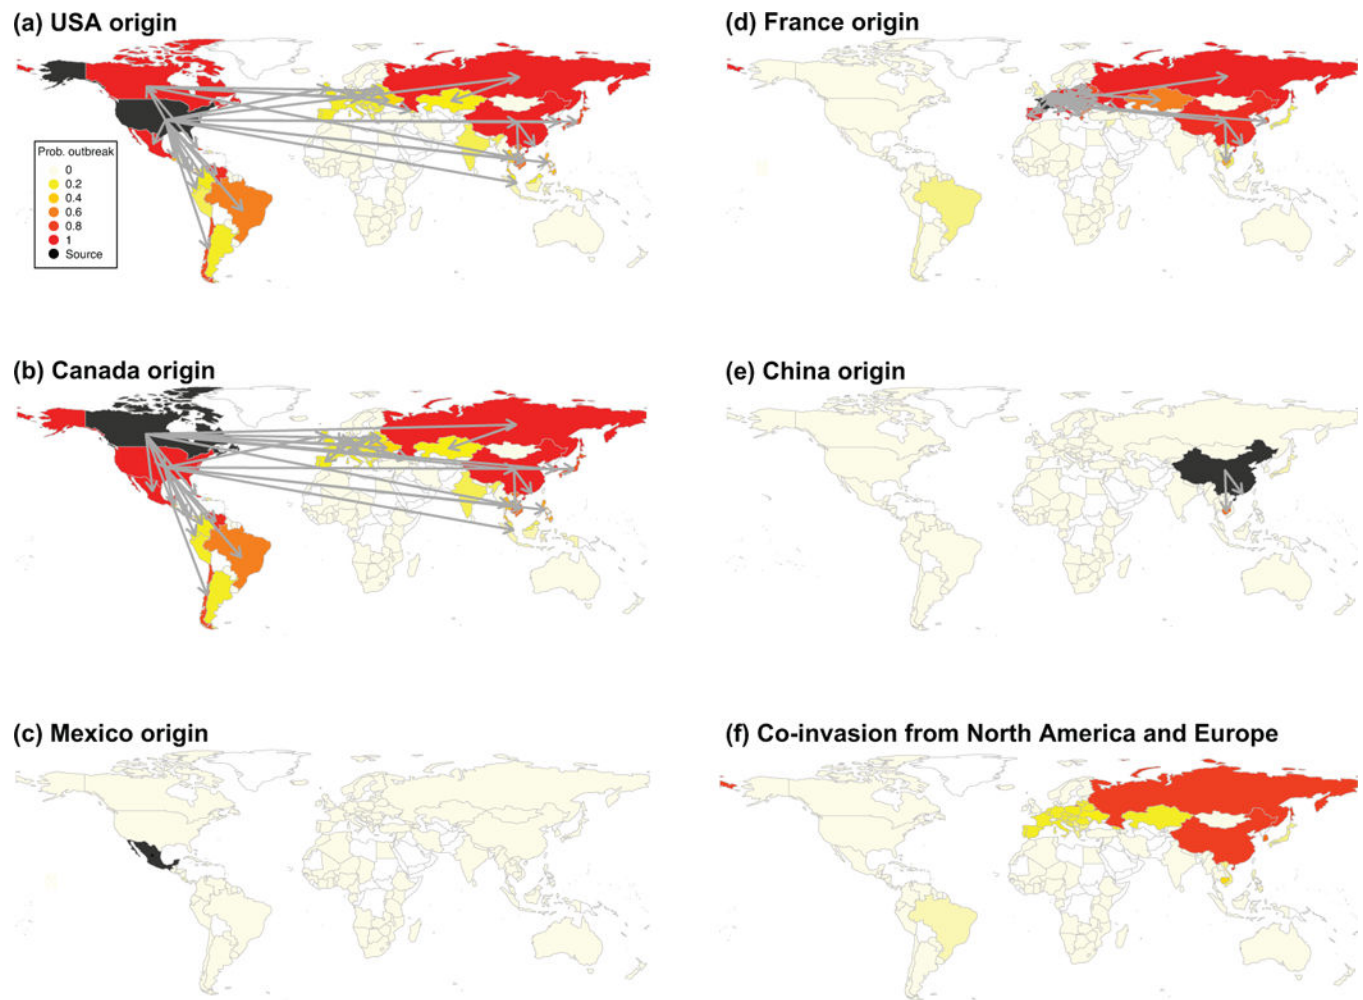 (a) USA origin
Prob. outbreak
0
0.2
0.4
0.6
0.8
1
Source
(b) Canada origin
(c) Mexico origin
(d) France origin
(e) China origin
(f) Co-invasion from North America and Europe